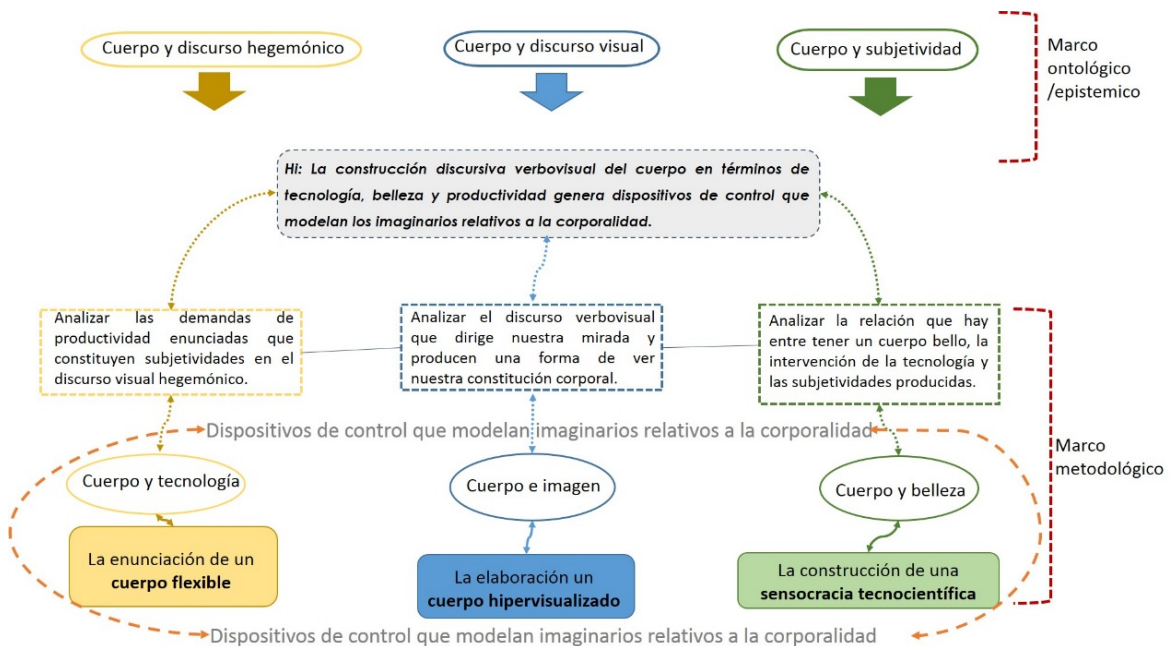 Cuerpo y discurso hegemónico
Cuerpo y discurso visual
Cuerpo y subjetividad
Marco
ontológico
/epistemico
Hi: La construcción discursiva verbovisual del cuerpo en términos de
tecnología, belleza y productividad genera dispositivos de control que
modelan los imaginarios relativos a la corporalidad.
Analizar las demandas de
productividad enunciadas que
constituyen subjetividades en el
discurso visual hegemónico.
Analizar el discurso verbovisual
que dirige nuestra mirada y
producen una forma de ver
nuestra constitución corporal.
Analizar la relación que hay
entre tener un cuerpo bello, la
intervención de la tecnología y
las subjetividades producidas.
Dispositivos de control que modelan imaginarios relativos a la corporalidad
Marco
metodológico
Cuerpo y tecnología
Cuerpo e imagen
Cuerpo y belleza
La enunciación de un
cuerpo flexible
La elaboración un
cuerpo hipervisualizado
La construcción de una
sensocracia tecnocientífica
Dispositivos de control que modelan imaginarios relativos a la corporalidad